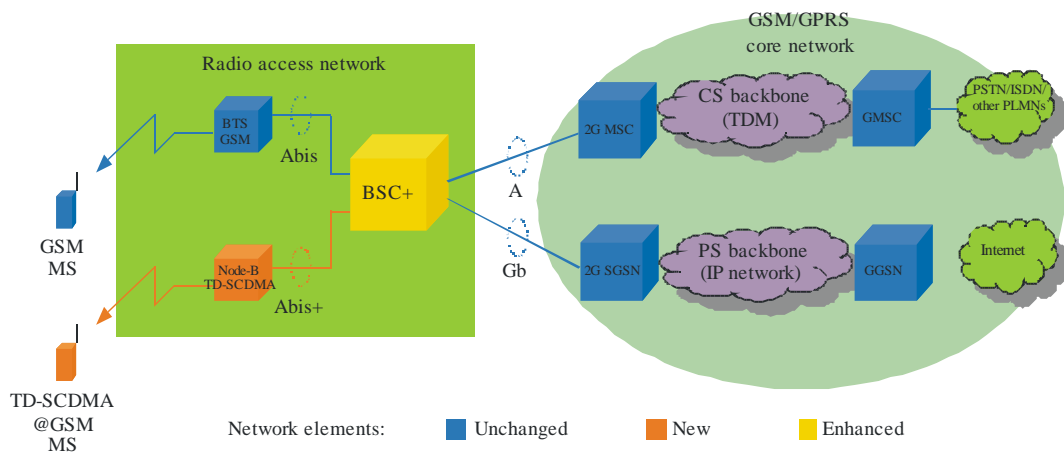 GSM/GPRS
core network
Radio access network
BTS
GSM
Abis
BSC+
Node-B
TD-SCDMA
Abis+
GSM
MS
TD-SCDMA
@GSM
MS
A
Gb
2G MSC
CS backbone
(TDM)
GMSC
PSTN/ISDN/
other PLMNs
2G SGSN
PS backbone
(IP network)
GGSN
Internet
Network elements:
Unchanged
New
Enhanced